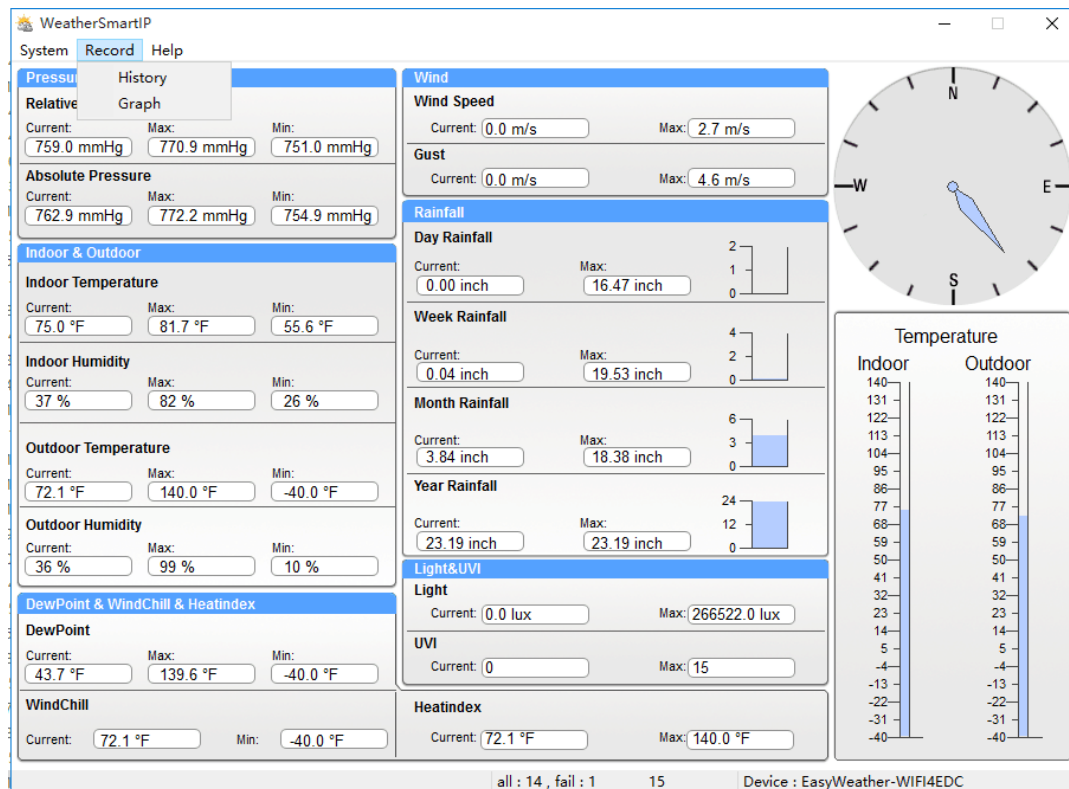 WeatherSmartIP
System Record Help
History
Graph
Pressu
Relative
Current: Max: Min:
759.0 mmHg 770.9 mmHg 751.0 mmHg
Absolute Pressure
Current: Max: Min:
762.9 mmHg 772.2 mmHg 754.9 mmHg
Indoor & Outdoor
Indoor Temperature
Current: Max: Min:
75.0 °F 81.7 °F 55.6 °F
Indoor Humidity
Current: Max: Min:
37 % 82 % 26 %
Outdoor Temperature
Current: Max: Min:
72.1 °F 140.0 °F -40.0 °F
Outdoor Humidity
Current: Max: Min:
36 % 99 % 10 %
DewPoint & WindChill & Heatindex
DewPoint
Current: Max: Min:
43.7 °F 139.6 °F -40.0 °F
WindChill
Current: 72.1 °F Min: -40.0 °F
Wind
Wind Speed
Current: 0.0 m/s Max: 2.7 m/s
Gust
Current: 0.0 m/s Max: 4.6 m/s
Rainfall
Day Rainfall
Current: Max:
0.00 inch 16.47 inch
2
1
0
Week Rainfall
Current: Max:
0.04 inch 19.53 inch
4
2
0
Month Rainfall
Current: Max:
3.84 inch 18.38 inch
6
3
0
Year Rainfall
Current: Max:
23.19 inch 23.19 inch
24
12
0
Light&UVI
Light
Current: 0.0 lux Max: 266522.0 lux
UVI
Current: 0 Max: 15
Heatindex
Current: 72.1 °F Max: 140.0 °F
N
W E
S
Temperature
Indoor Outdoor
140 140
131 131
122 122
113 113
104 104
95 95
86 86
77 77
68 68
59 59
50 50
41 41
32 32
23 23
14 14
5 5
-4 -4
-13 -13
-22 -22
-31 -31
-40 -40
all : 14 , fail : 1 15 Device : EasyWeather-WIFI4EDC